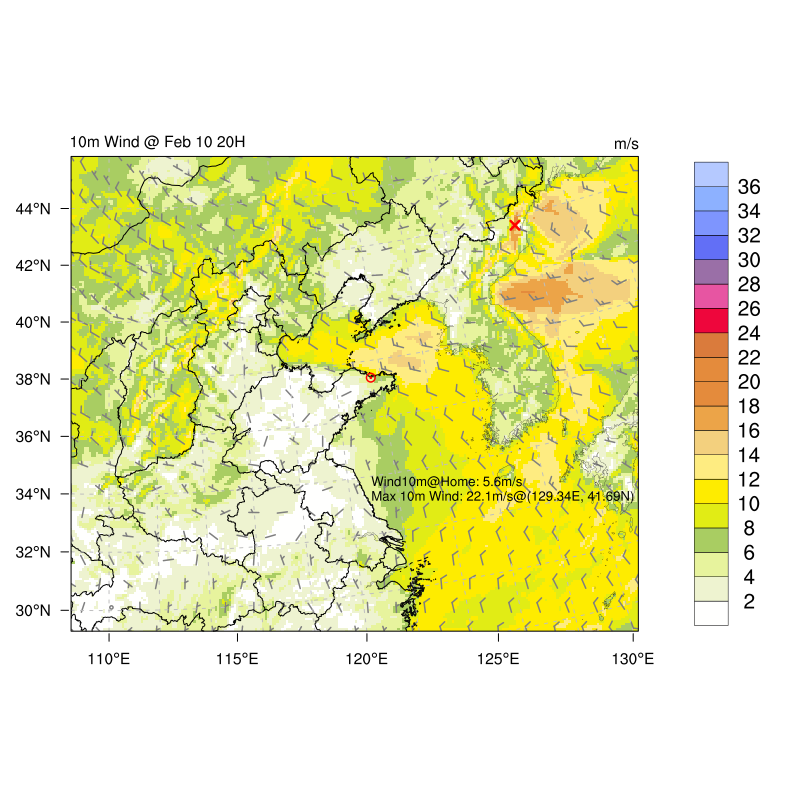 10m Wind @ Feb 10 20H
m/s
44°N
42°N
40°N
38°N
36°N
34°N
32°N
30°N
110°E
115°E
120°E
125°E
130°E
Wind10m@Home: 5.6m/s
Max 10m Wind: 22.1m/s@(129.34E, 41.69N)
36
34
32
30
28
26
24
22
20
18
16
14
12
10
8
6
4
2